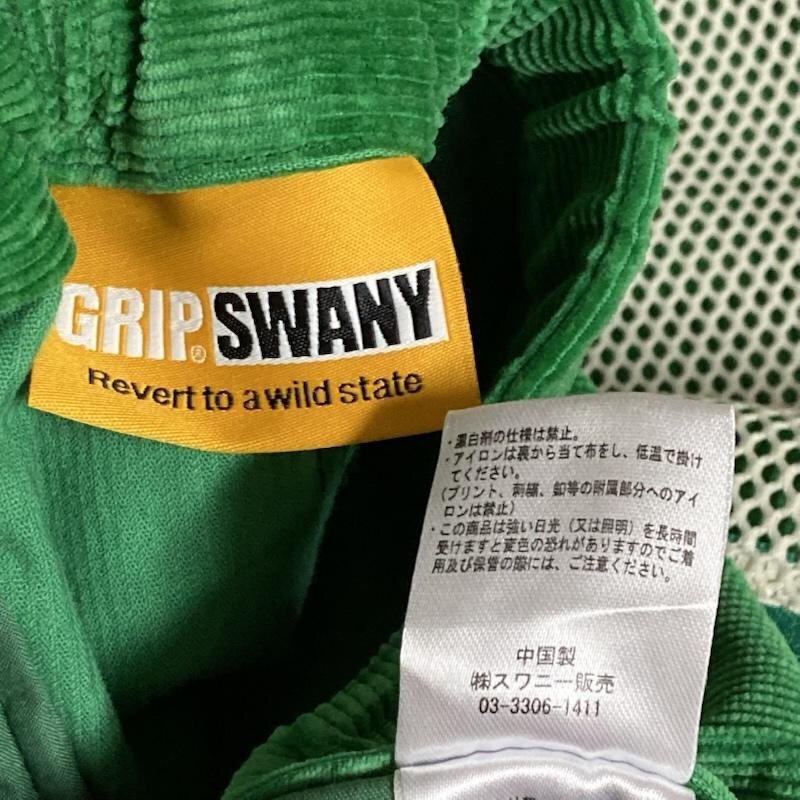 GRIP® SWANY
Revert to a wild state
・蛍白剤の仕様は禁止。
・アイロンは裏から当て布をし、低温で掛け
てください。
(プリント、刺繍、釦等の附属部分へのアイ
ロンは禁止)
・この商品は強い日光(又は照明)を長時間
受けますと変色の恐れがありますのでご着
用及び保管の際には、ご注意ください。
中国製
㈱スワニー販売
03-3306-1411